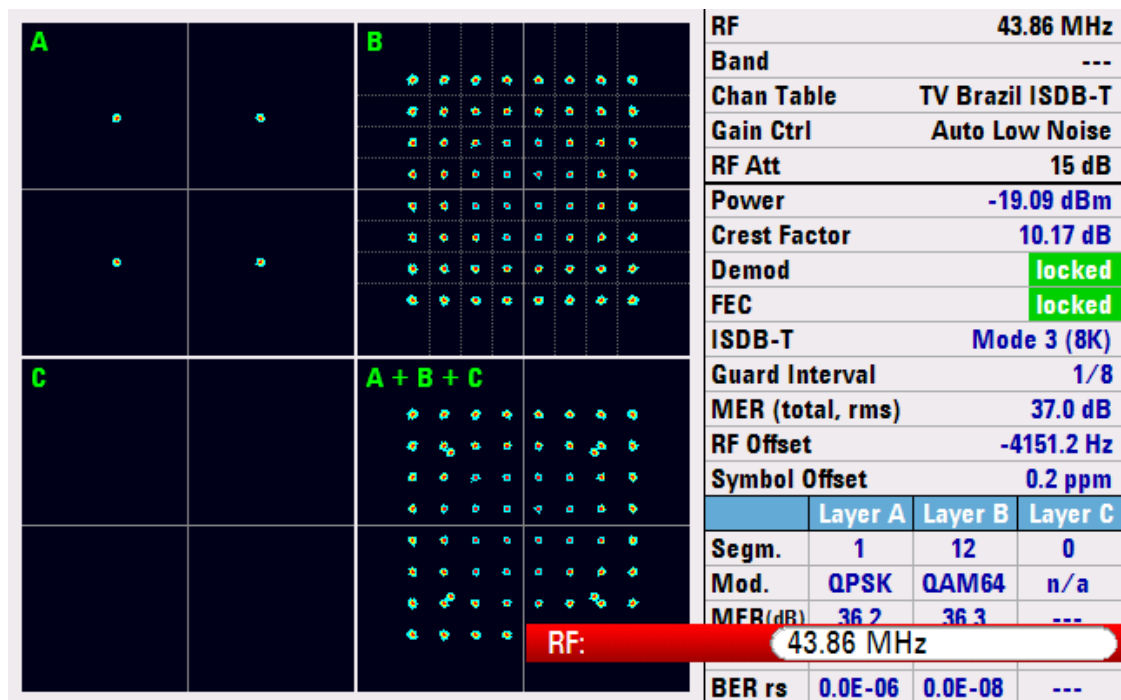 A
B
C
A + B + C
RF 43.86 MHz
Band ---
Chan Table TV Brazil ISDB-T
Gain Ctrl Auto Low Noise
RF Att 15 dB
Power -19.09 dBm
Crest Factor 10.17 dB
Demod locked
FEC locked
ISDB-T Mode 3 (8K)
Guard Interval 1/8
MER (total, rms) 37.0 dB
RF Offset -4151.2 Hz
Symbol Offset 0.2 ppm
Layer A Layer B Layer C
Segm. 1 12 0
Mod. QPSK QAM64 n/a
MER(dB) 36.2 36.3 ---
RF: 43.86 MHz
BER rs 0.0E-06 0.0E-08 ---